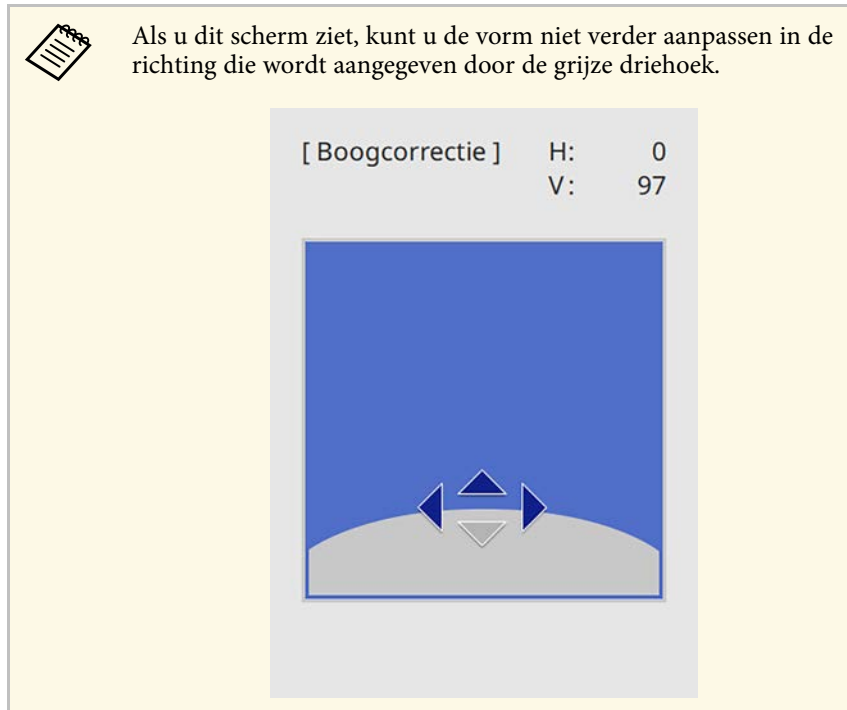 Als u dit scherm ziet, kunt u de vorm niet verder aanpassen in de
richting die wordt aangegeven door de grijze driehoek.
[ Boogcorrectie ] H: 0
V: 97